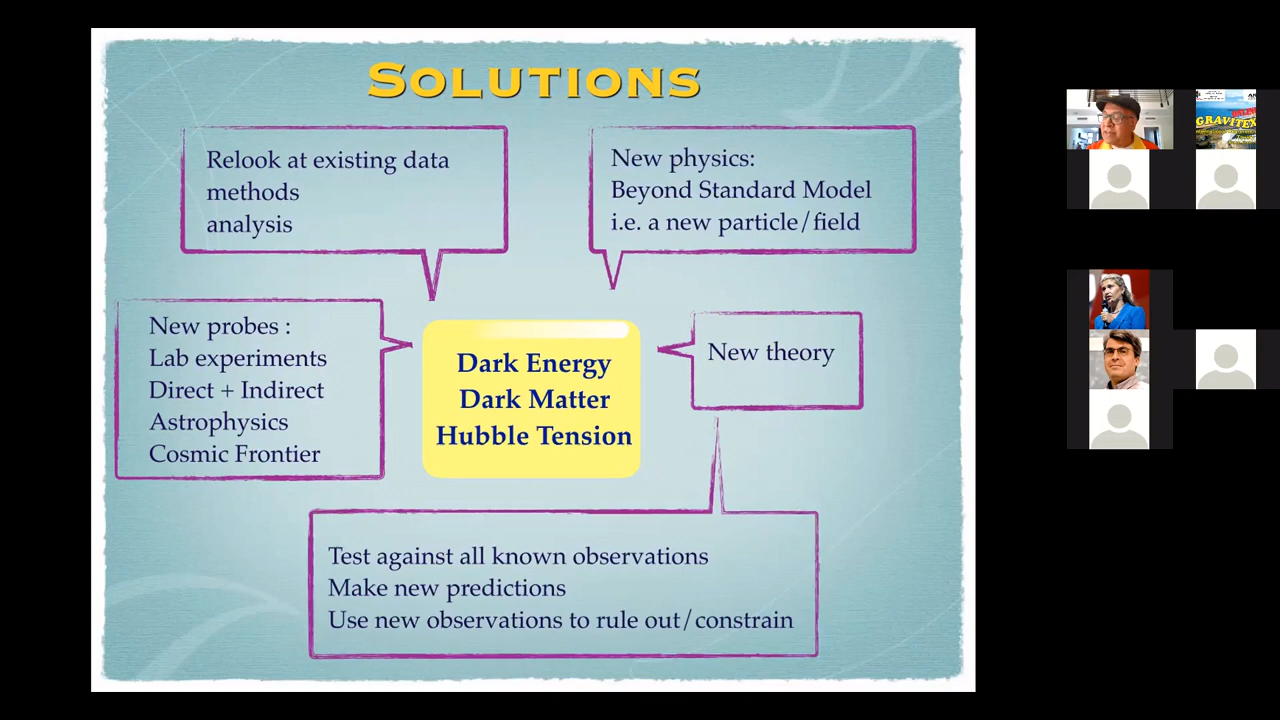 SOLUTIONS
Relook at existing data
methods
analysis
New physics:
Beyond Standard Model
i.e. a new particle/field
New probes :
Lab experiments
Direct + Indirect
Astrophysics
Cosmic Frontier
Dark Energy
Dark Matter
Hubble Tension
New theory
Test against all known observations
Make new predictions
Use new observations to rule out/constrain